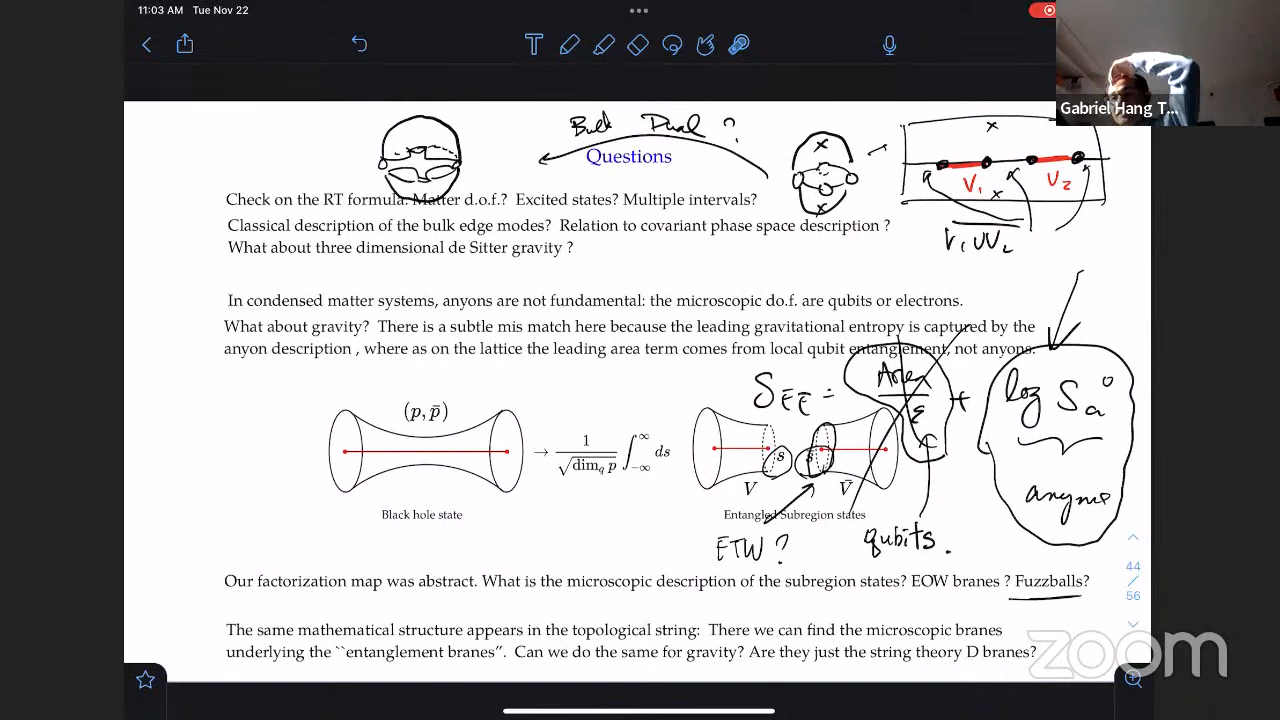 11:03 AM Tue Nov 22
Gabriel Hang T...
Bulk Dual ?
Questions
V1 V2
V1 ∪ V2
Check on the RT formula. Matter d.o.f.? Excited states? Multiple intervals?
Classical description of the bulk edge modes? Relation to covariant phase space description ?
What about three dimensional de Sitter gravity ?
In condensed matter systems, anyons are not fundamental: the microscopic do.f. are qubits or electrons.
What about gravity? There is a subtle mis match here because the leading gravitational entropy is captured by the
anyon description , where as on the lattice the leading area term comes from local qubit entanglement, not anyons.
(p, p̄)
→ 1/√dim_q p ∫_{-∞}^{∞} ds
s s
V V̄
Black hole state
Entangled Subregion states
ETW ?
qubits.
Our factorization map was abstract. What is the microscopic description of the subregion states? EOW branes ? Fuzzballs?
The same mathematical structure appears in the topological string: There we can find the microscopic branes
underlying the ``entanglement branes". Can we do the same for gravity? Are they just the string theory D branes?
44
/
56
zoom